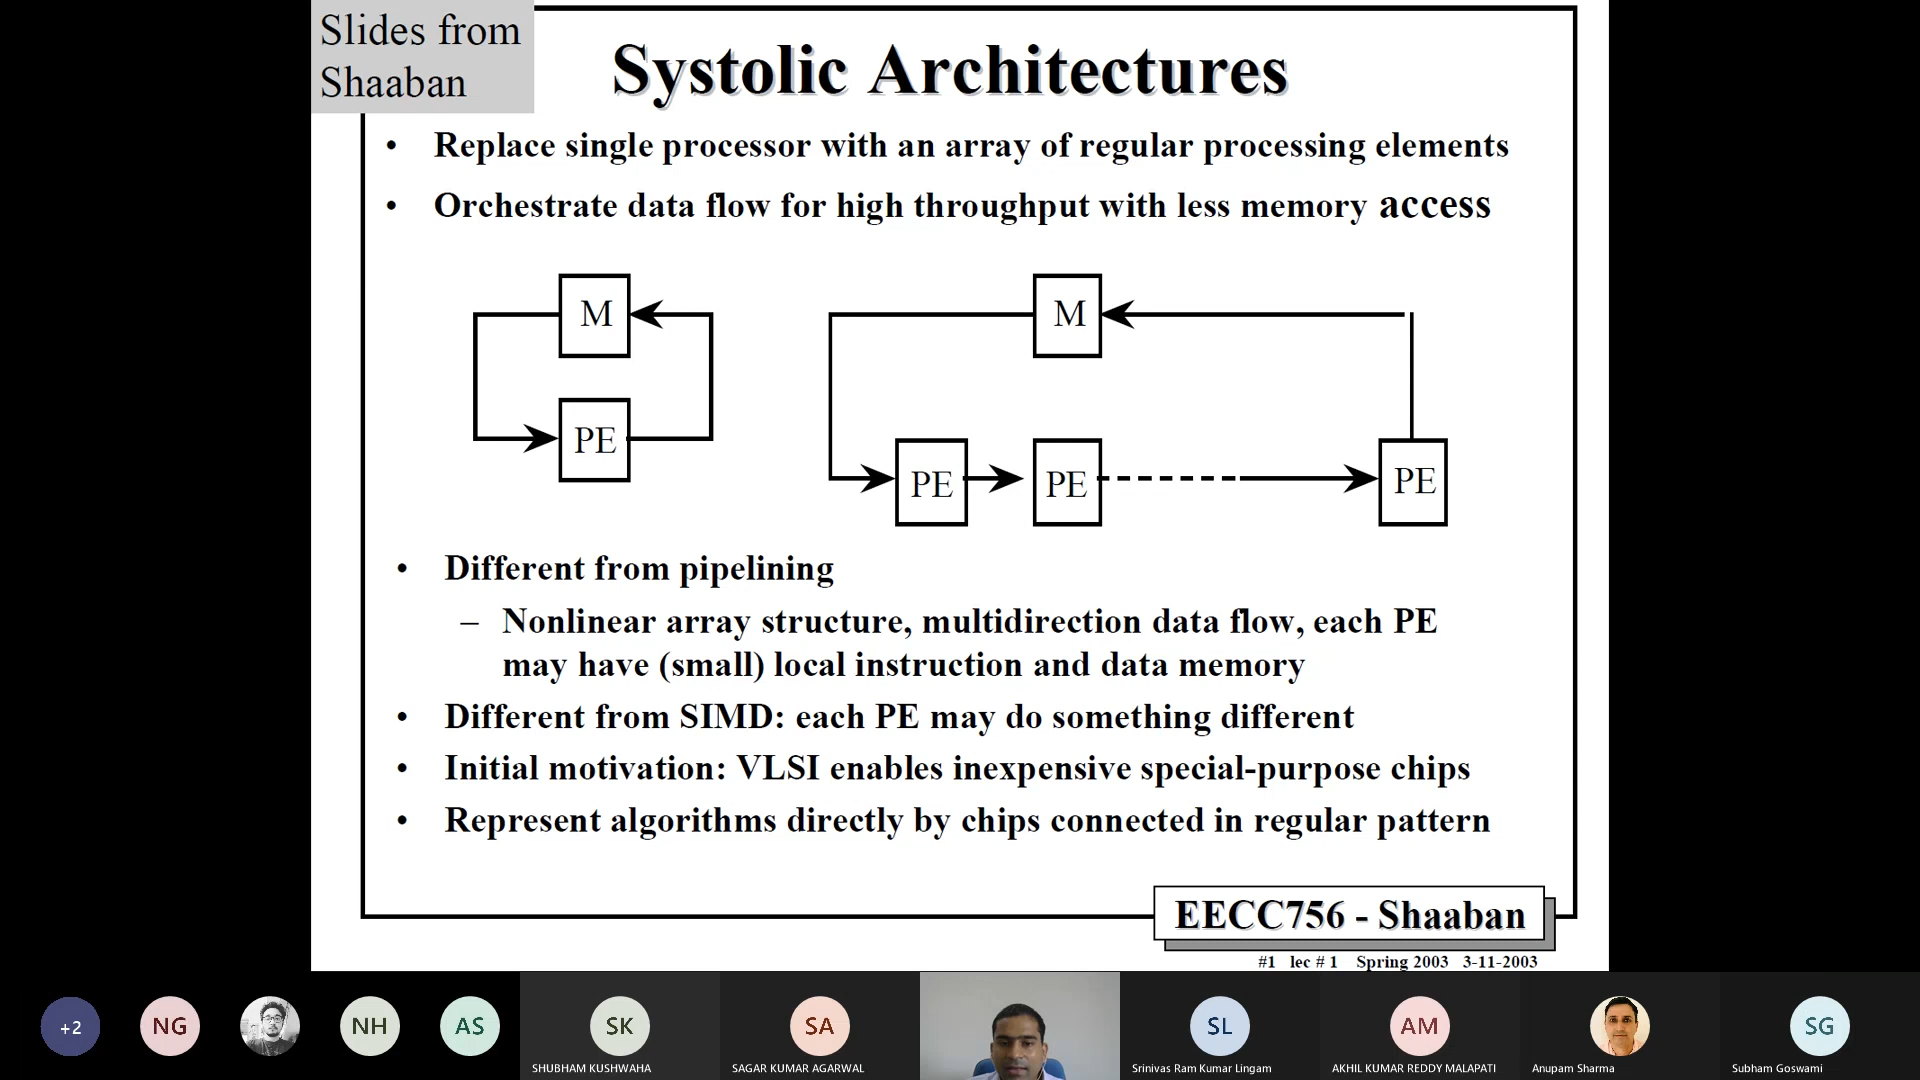 Slides from
Shaaban
Systolic Architectures
• Replace single processor with an array of regular processing elements
• Orchestrate data flow for high throughput with less memory access
M
M
PE
PE
PE
PE
• Different from pipelining
– Nonlinear array structure, multidirection data flow, each PE
may have (small) local instruction and data memory
• Different from SIMD: each PE may do something different
• Initial motivation: VLSI enables inexpensive special-purpose chips
• Represent algorithms directly by chips connected in regular pattern
EECC756 - Shaaban
#1 lec # 1 Spring 2003 3-11-2003
+2
NG
NH
AS
SK
SA
SL
AM
SG
SHUBHAM KUSHWAHA
SAGAR KUMAR AGARWAL
Srinivas Ram Kumar Lingam
AKHIL KUMAR REDDY MALAPATI
Anupam Sharma
Subham Goswami